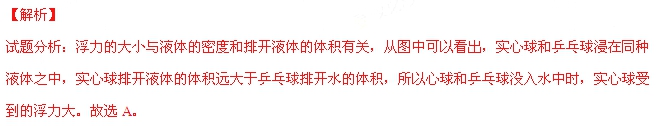 【解析】
试题分析：浮力的大小与液体的密度和排开液体的体积有关，从图中可以看出，实心球和乒乓球浸在同种
液体之中，实心球排开液体的体积远大于乒乓球排开水的体积，所以心球和乒乓球没入水中时，实心球受
到的浮力大。故选 A。